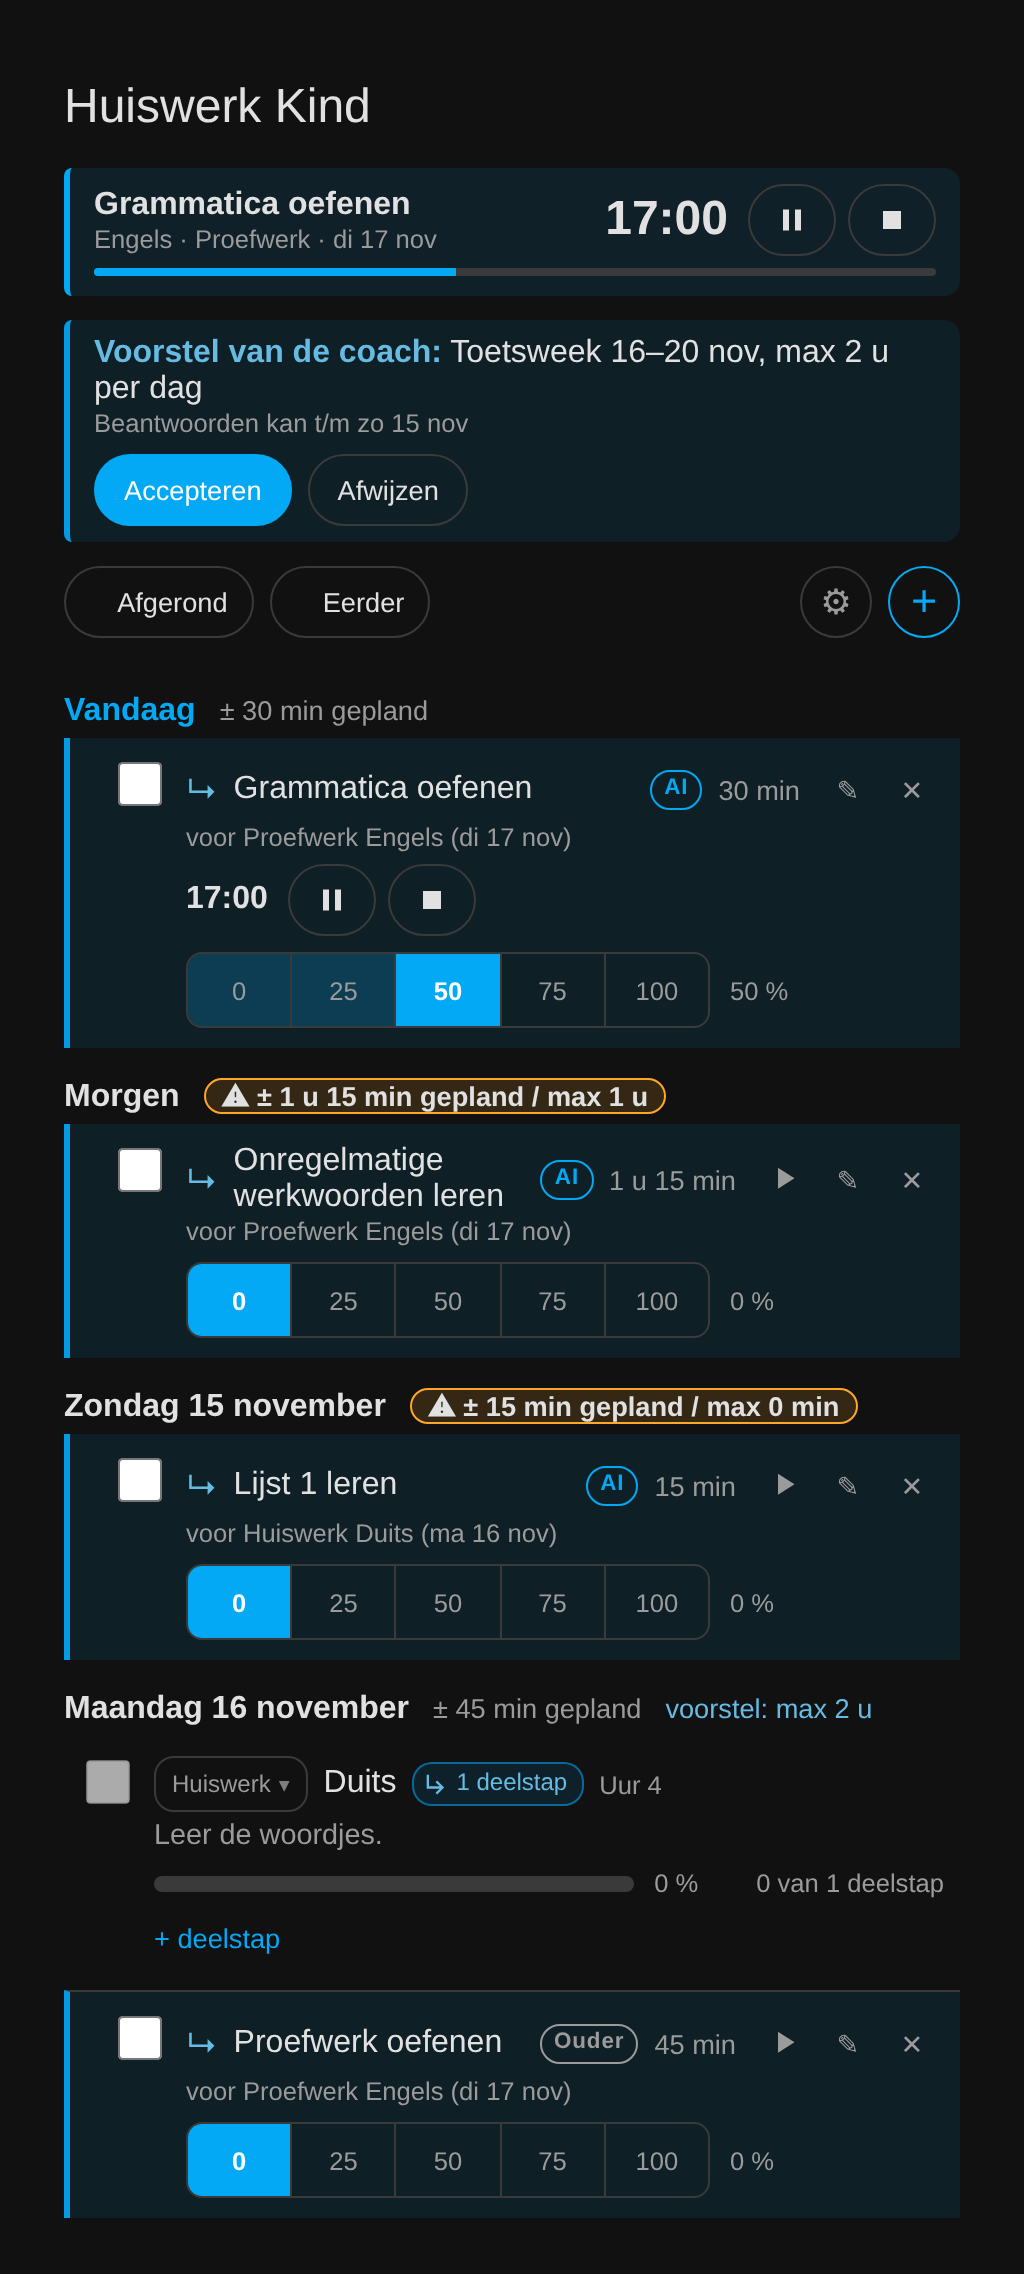 Huiswerk Kind
Grammatica oefenen
Engels · Proefwerk · di 17 nov
17:00
Voorstel van de coach: Toetsweek 16–20 nov, max 2 u
per dag
Beantwoorden kan t/m zo 15 nov
Accepteren
Afwijzen
Afgerond
Eerder
⚙
+
Vandaag ± 30 min gepland
Grammatica oefenen AI 30 min ✎ ✕
voor Proefwerk Engels (di 17 nov)
17:00
0 25 50 75 100 50 %
Morgen ⚠ ± 1 u 15 min gepland / max 1 u
Onregelmatige
werkwoorden leren AI 1 u 15 min ▶ ✎ ✕
voor Proefwerk Engels (di 17 nov)
0 25 50 75 100 0 %
Zondag 15 november ⚠ ± 15 min gepland / max 0 min
Lijst 1 leren AI 15 min ▶ ✎ ✕
voor Huiswerk Duits (ma 16 nov)
0 25 50 75 100 0 %
Maandag 16 november ± 45 min gepland voorstel: max 2 u
Huiswerk ▾ Duits 1 deelstap Uur 4
Leer de woordjes.
0 % 0 van 1 deelstap
+ deelstap
Proefwerk oefenen Ouder 45 min ▶ ✎ ✕
voor Proefwerk Engels (di 17 nov)
0 25 50 75 100 0 %